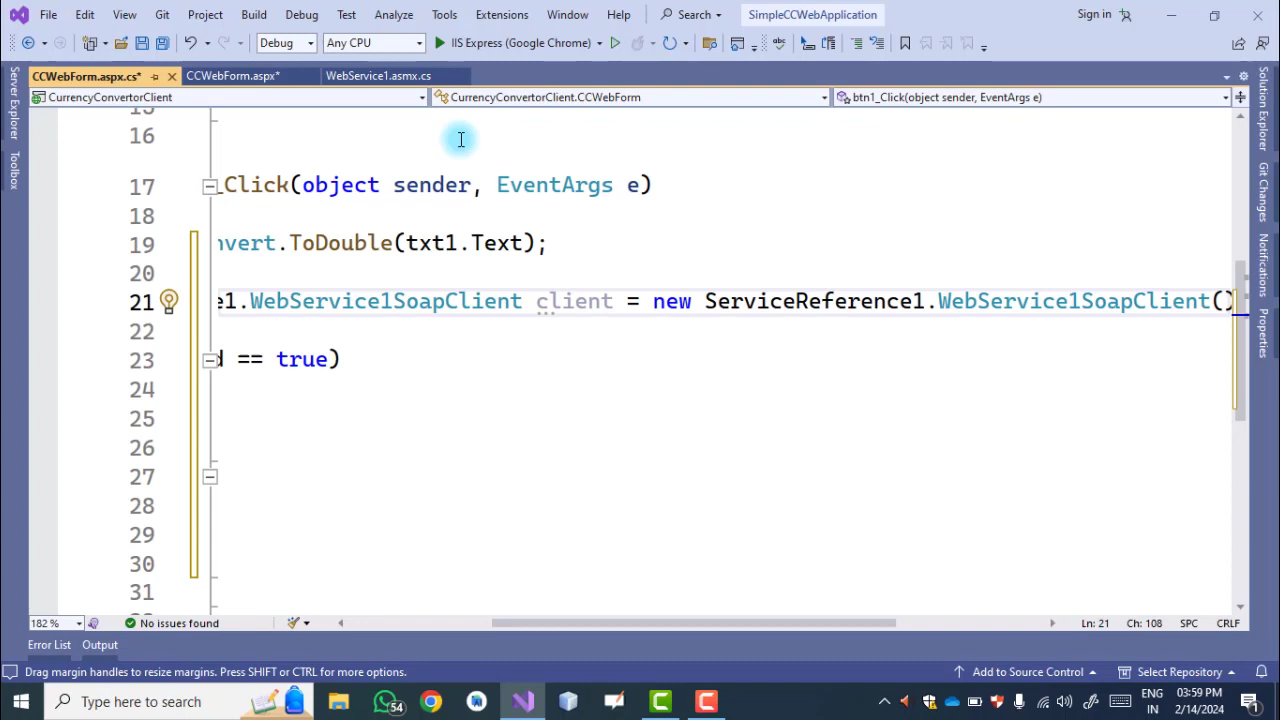 File Edit View Git Project Build Debug Test Analyze Tools Extensions Window Help Search SimpleCCWebApplication Sign in
Debug Any CPU IIS Express (Google Chrome)
CCWebForm.aspx.cs* CCWebForm.aspx* WebService1.asmx.cs
CurrencyConvertorClient CurrencyConvertorClient.CCWebForm btn1_Click(object sender, EventArgs e)
Server Explorer
Toolbox
Solution Explorer
Git Changes
Notifications
Properties
16
17 _Click(object sender, EventArgs e)
18
19 nvert.ToDouble(txt1.Text);
20
21 e1.WebService1SoapClient client = new ServiceReference1.WebService1SoapClient()
22
23 d == true)
24
25
26
27
28
29
30
31
182 % No issues found Ln: 21 Ch: 108 SPC CRLF
Error List Output
Drag margin handles to resize margins. Press SHIFT or CTRL for more options. Add to Source Control Select Repository
Type here to search 54 ENG IN 03:59 PM 2/14/2024 1